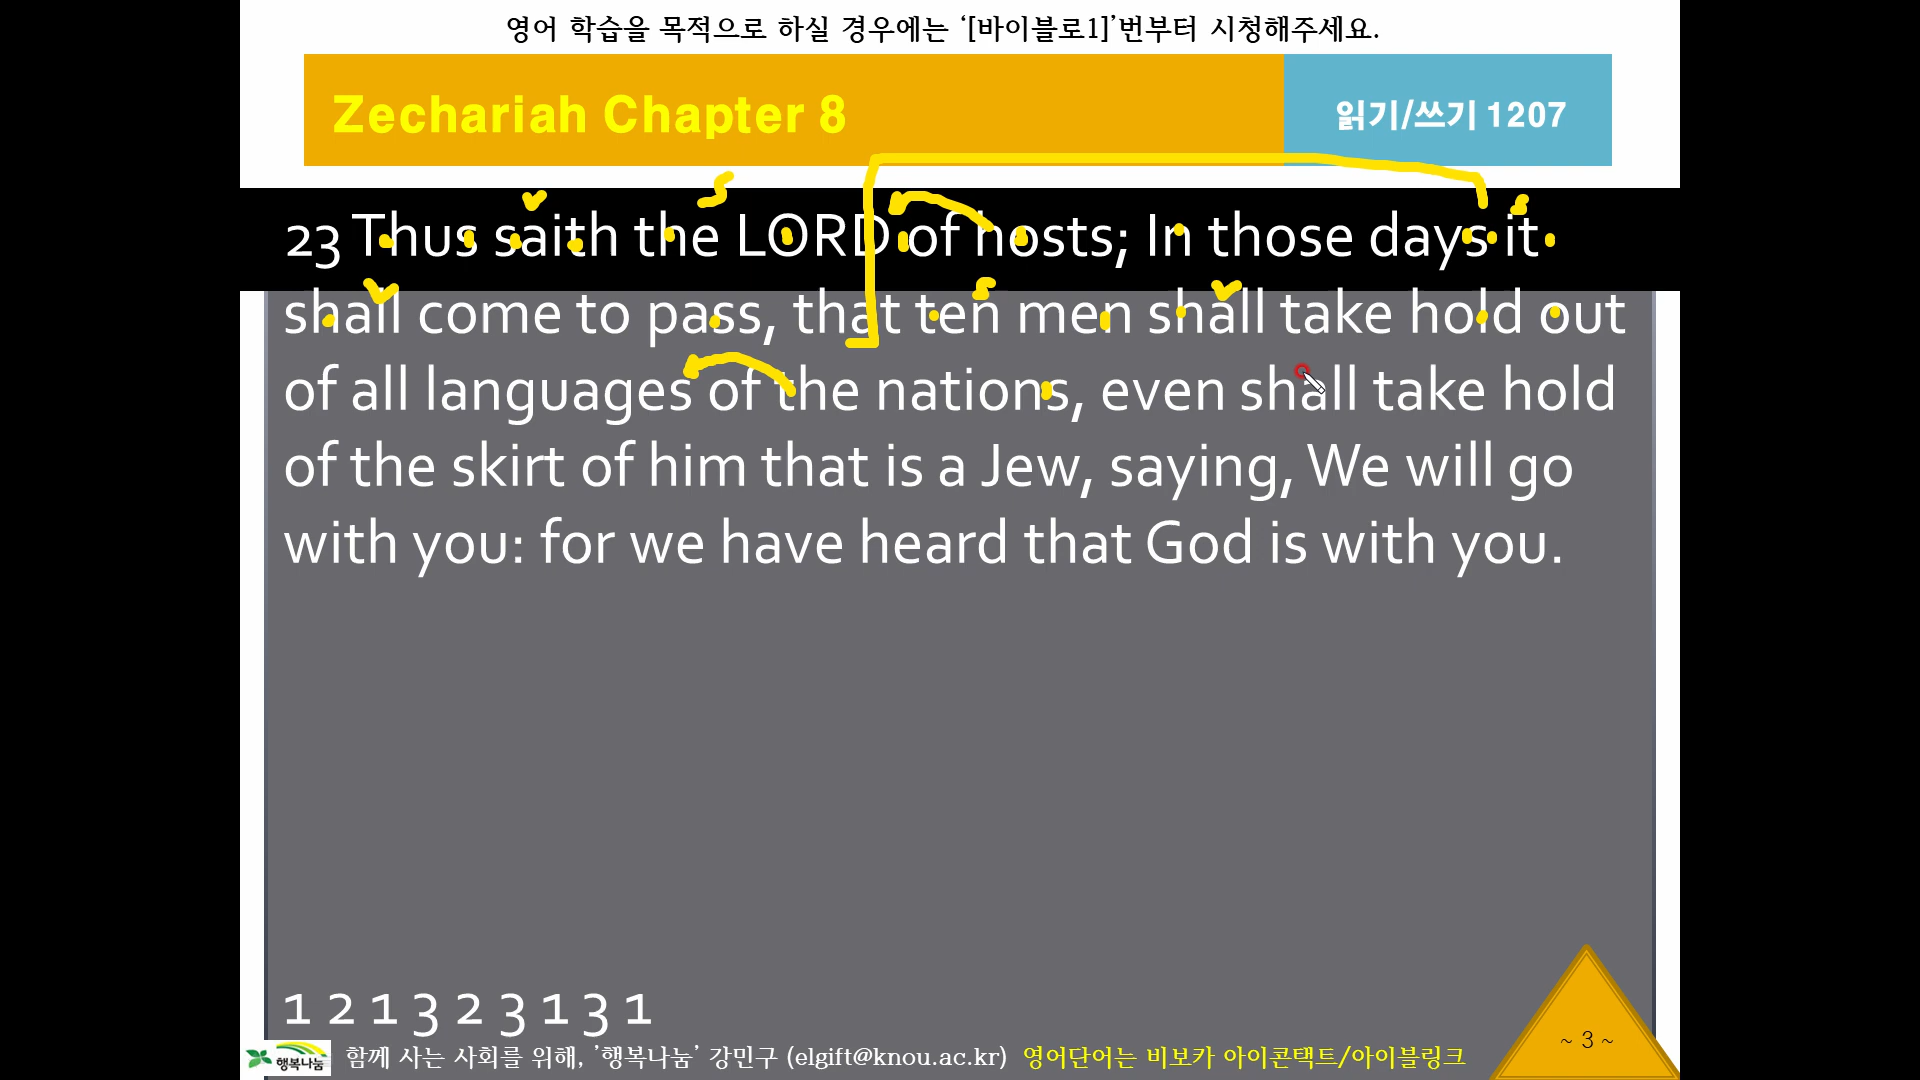 영어 학습을 목적으로 하실 경우에는 ‘[바이블로1]’번부터 시청해주세요.
Zechariah Chapter 8
읽기/쓰기 1207
23 Thus saith the LORD of hosts; In those days it
shall come to pass, that ten men shall take hold out
of all languages of the nations, even shall take hold
of the skirt of him that is a Jew, saying, We will go
with you: for we have heard that God is with you.
1 2 1 3 2 3 1 3 1
~ 3 ~
행복나눔
함께 사는 사회를 위해, ’행복나눔’ 강민구 (elgift@knou.ac.kr) 영어단어는 비보카 아이콘택트/아이블링크